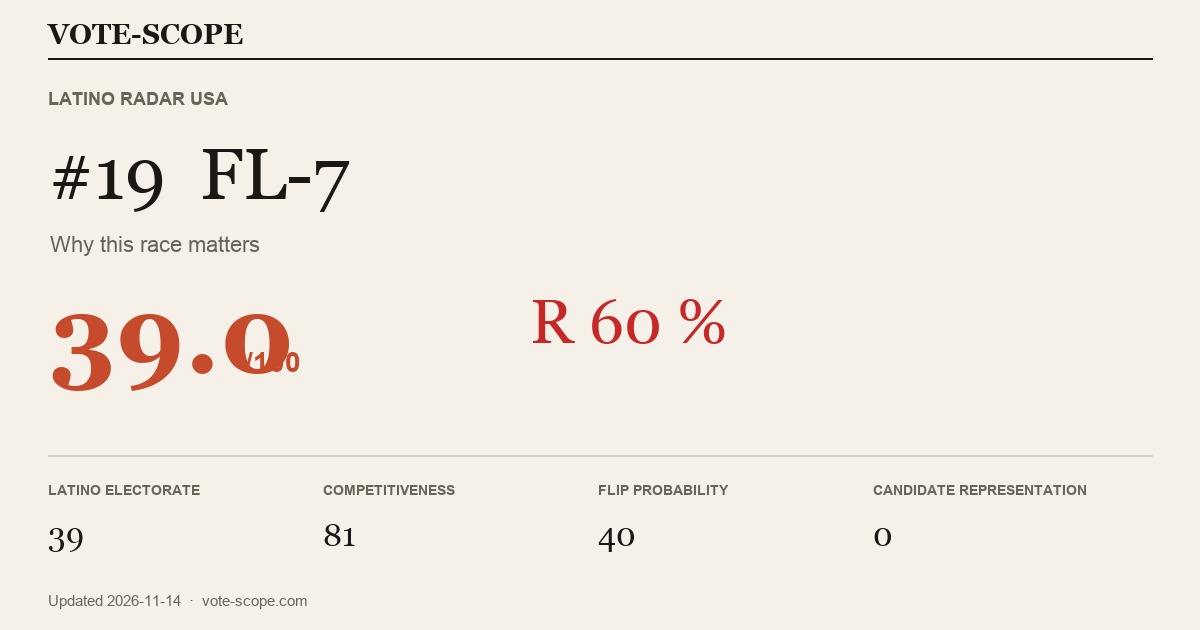 VOTE-SCOPE
LATINO RADAR USA
#19 FL-7
Why this race matters
39.0 /100
R 60 %
LATINO ELECTORATE COMPETITIVENESS FLIP PROBABILITY CANDIDATE REPRESENTATION
39 81 40 0
Updated 2026-11-14 · vote-scope.com